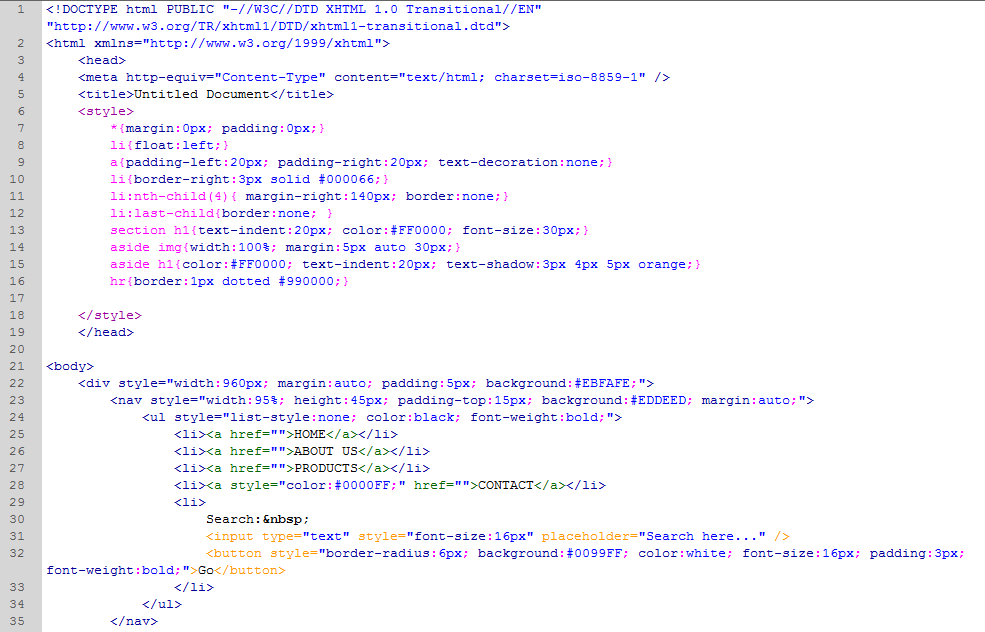 1 <!DOCTYPE html PUBLIC "-//W3C//DTD XHTML 1.0 Transitional//EN"
"http://www.w3.org/TR/xhtml1/DTD/xhtml1-transitional.dtd">
2 <html xmlns="http://www.w3.org/1999/xhtml">
3     <head>
4     <meta http-equiv="Content-Type" content="text/html; charset=iso-8859-1" />
5     <title>Untitled Document</title>
6     <style>
7         *{margin:0px; padding:0px;}
8         li{float:left;}
9         a{padding-left:20px; padding-right:20px; text-decoration:none;}
10         li{border-right:3px solid #000066;}
11         li:nth-child(4){ margin-right:140px; border:none;}
12         li:last-child{border:none; }
13         section h1{text-indent:20px; color:#FF0000; font-size:30px;}
14         aside img{width:100%; margin:5px auto 30px;}
15         aside h1{color:#FF0000; text-indent:20px; text-shadow:3px 4px 5px orange;}
16         hr{border:1px dotted #990000;}
17
18     </style>
19     </head>
20
21 <body>
22     <div style="width:960px; margin:auto; padding:5px; background:#EBFAFE;">
23         <nav style="width:95%; height:45px; padding-top:15px; background:#EDDEED; margin:auto;">
24             <ul style="list-style:none; color:black; font-weight:bold;">
25                 <li><a href="">HOME</a></li>
26                 <li><a href="">ABOUT US</a></li>
27                 <li><a href="">PRODUCTS</a></li>
28                 <li><a style="color:#0000FF;" href="">CONTACT</a></li>
29                 <li>
30                     Search:&nbsp;
31                     <input type="text" style="font-size:16px" placeholder="Search here..." />
32                     <button style="border-radius:6px; background:#0099FF; color:white; font-size:16px; padding:3px;
font-weight:bold;">Go</button>
33                 </li>
34             </ul>
35         </nav>